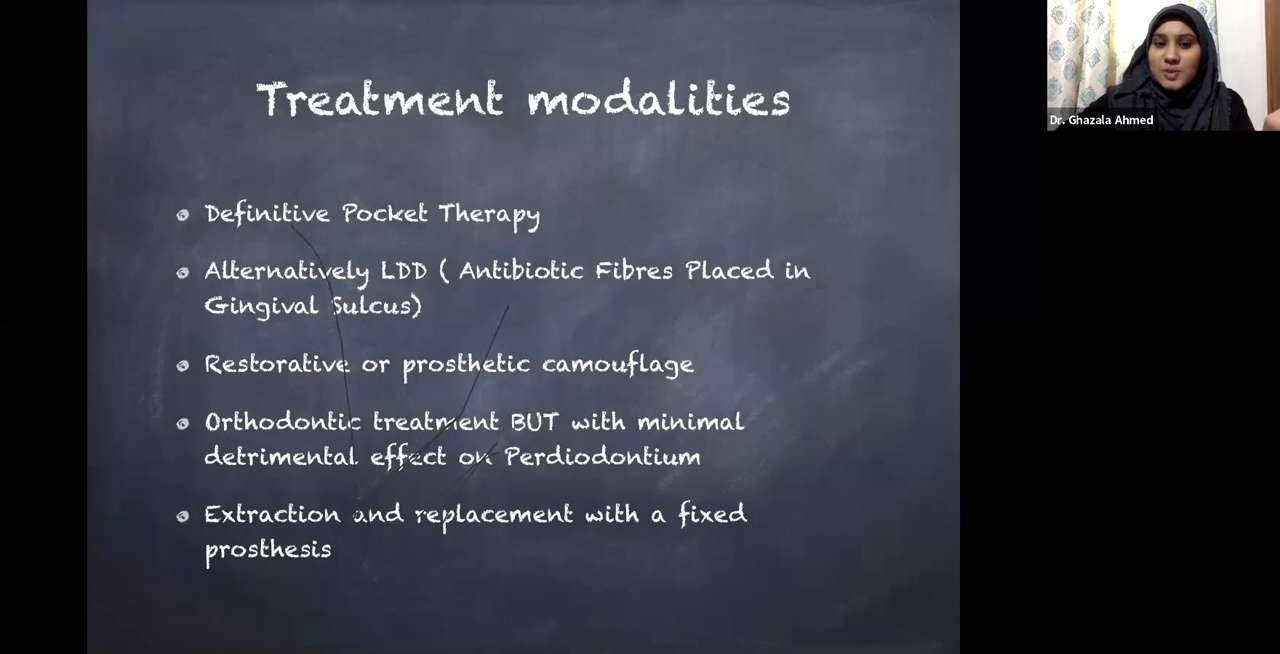 Treatment modalities
Definitive Pocket Therapy
Alternatively LDD ( Antibiotic Fibres Placed in
Gingival Sulcus)
Restorative or prosthetic camouflage
Orthodontic treatment BUT with minimal
detrimental effect on Perdiodontium
Extraction and replacement with a fixed
prosthesis
Dr. Ghazala Ahmed